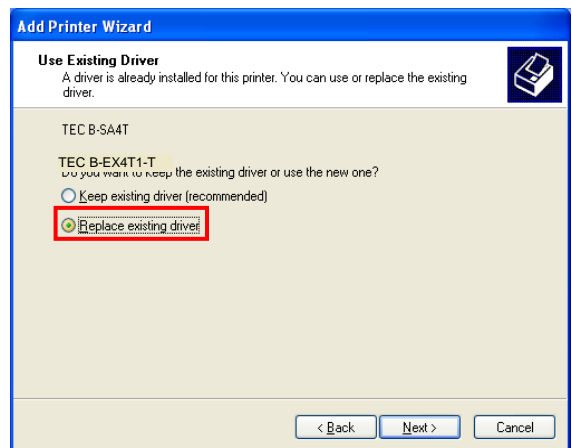 Add Printer Wizard
Use Existing Driver
A driver is already installed for this printer. You can use or replace the existing
driver.
TEC B-SA4T
TEC B-EX4T1-T
Do you want to keep the existing driver or use the new one?
Keep existing driver (recommended)
Replace existing driver
< Back
Next >
Cancel